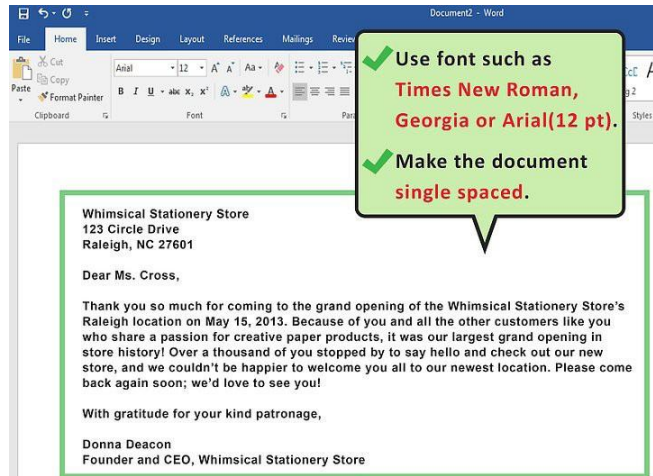 Document2 - Word
File Home Insert Design Layout References Mailings Review
Cut
Copy
Format Painter
Paste
Arial 12 A A Aa
B I U abc x, x² A A
Clipboard Font Para Styles
Use font such as
Times New Roman,
Georgia or Arial(12 pt).
Make the document
single spaced.
Whimsical Stationery Store
123 Circle Drive
Raleigh, NC 27601
Dear Ms. Cross,
Thank you so much for coming to the grand opening of the Whimsical Stationery Store's
Raleigh location on May 15, 2013. Because of you and all the other customers like you
who share a passion for creative paper products, it was our largest grand opening in
store history! Over a thousand of you stopped by to say hello and check out our new
store, and we couldn't be happier to welcome you all to our newest location. Please come
back again soon; we'd love to see you!
With gratitude for your kind patronage,
Donna Deacon
Founder and CEO, Whimsical Stationery Store